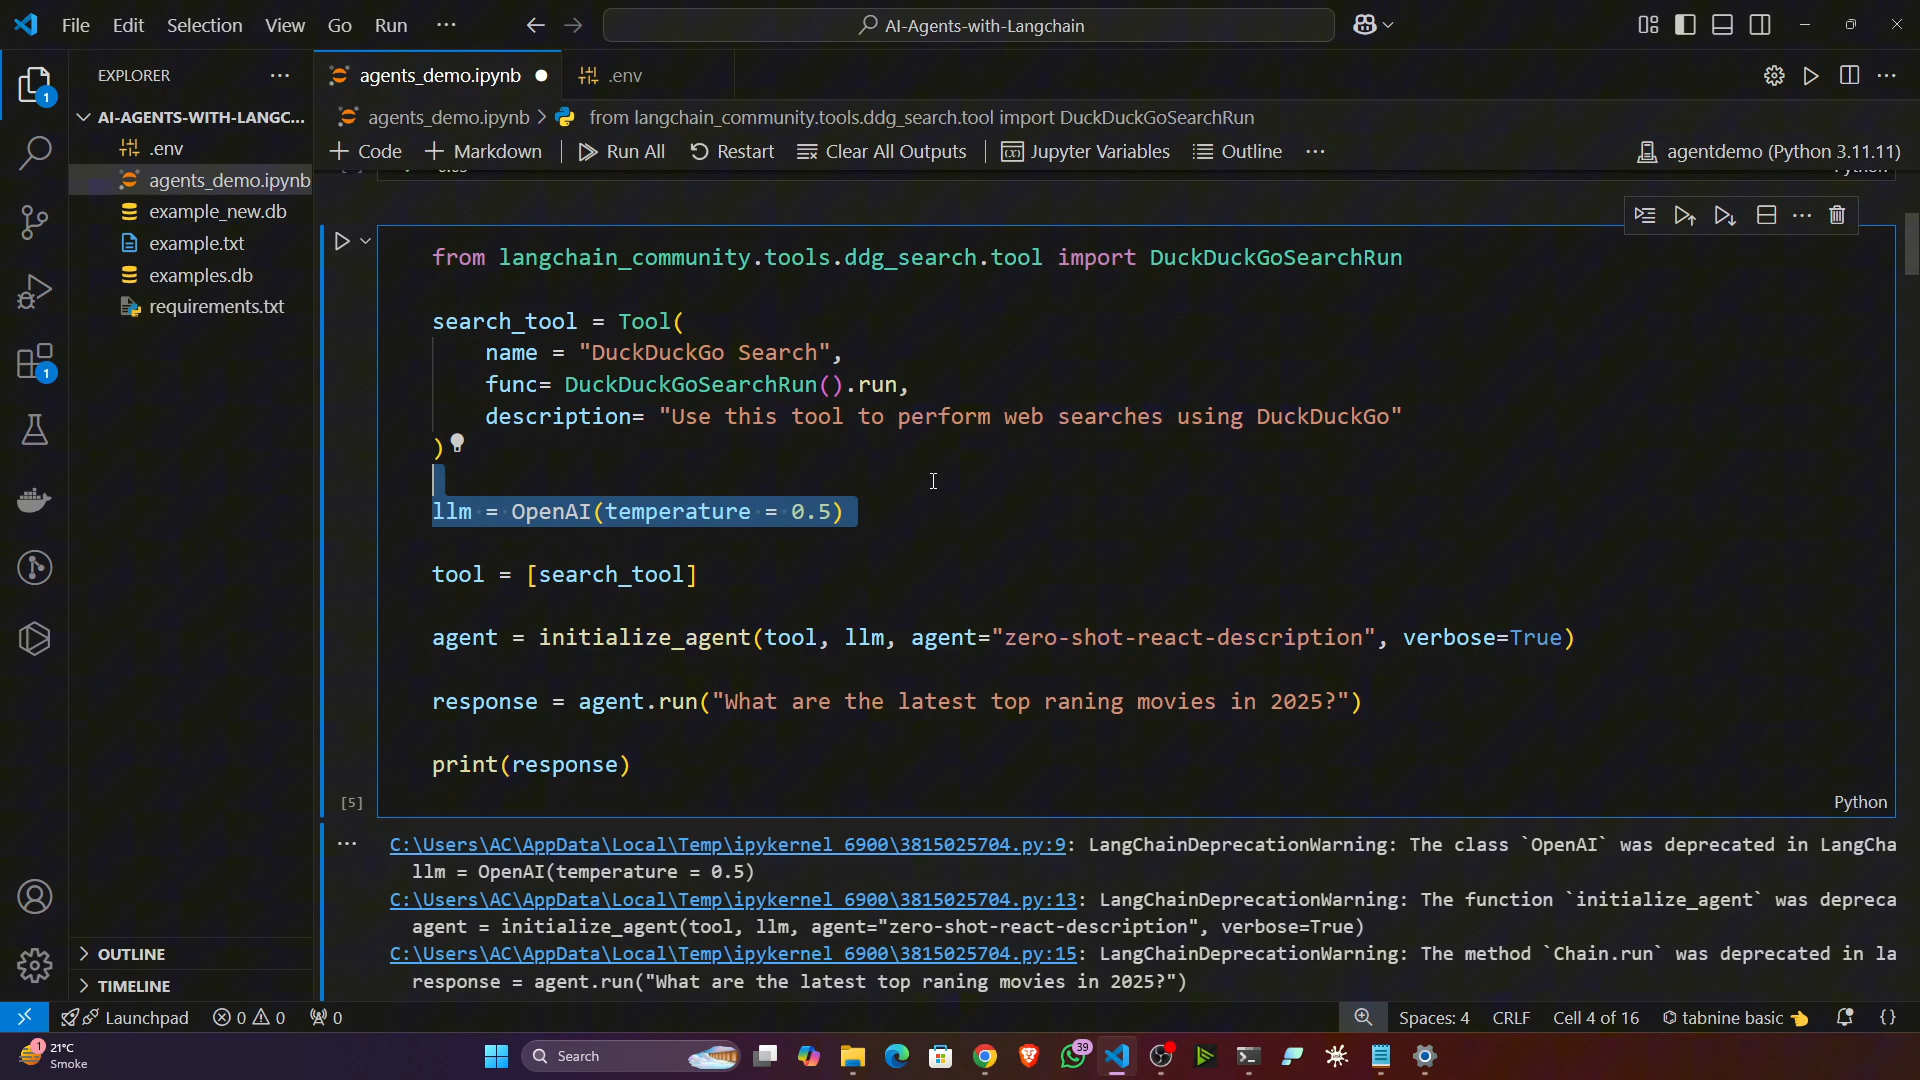 File Edit Selection View Go Run ···
AI-Agents-with-Langchain
EXPLORER ···
agents_demo.ipynb
.env
AI-AGENTS-WITH-LANGC...
.env
agents_demo.ipynb
example_new.db
example.txt
examples.db
requirements.txt
agents_demo.ipynb > from langchain_community.tools.ddg_search.tool import DuckDuckGoSearchRun
+ Code + Markdown Run All Restart Clear All Outputs Jupyter Variables Outline ··· agentdemo (Python 3.11.11)
from langchain_community.tools.ddg_search.tool import DuckDuckGoSearchRun
search_tool = Tool(
name = "DuckDuckGo Search",
func= DuckDuckGoSearchRun().run,
description= "Use this tool to perform web searches using DuckDuckGo"
)
llm = OpenAI(temperature = 0.5)
tool = [search_tool]
agent = initialize_agent(tool, llm, agent="zero-shot-react-description", verbose=True)
response = agent.run("What are the latest top raning movies in 2025?")
print(response)
[5] Python
C:\Users\AC\AppData\Local\Temp\ipykernel_6900\3815025704.py:9: LangChainDeprecationWarning: The class `OpenAI` was deprecated in LangCha
llm = OpenAI(temperature = 0.5)
C:\Users\AC\AppData\Local\Temp\ipykernel_6900\3815025704.py:13: LangChainDeprecationWarning: The function `initialize_agent` was depreca
agent = initialize_agent(tool, llm, agent="zero-shot-react-description", verbose=True)
C:\Users\AC\AppData\Local\Temp\ipykernel_6900\3815025704.py:15: LangChainDeprecationWarning: The method `Chain.run` was deprecated in la
response = agent.run("What are the latest top raning movies in 2025?")
OUTLINE
TIMELINE
Launchpad 0 0 0 Spaces: 4 CRLF Cell 4 of 16 tabnine basic 👈 {}
1
1
1 21°C
Smoke
Search
39